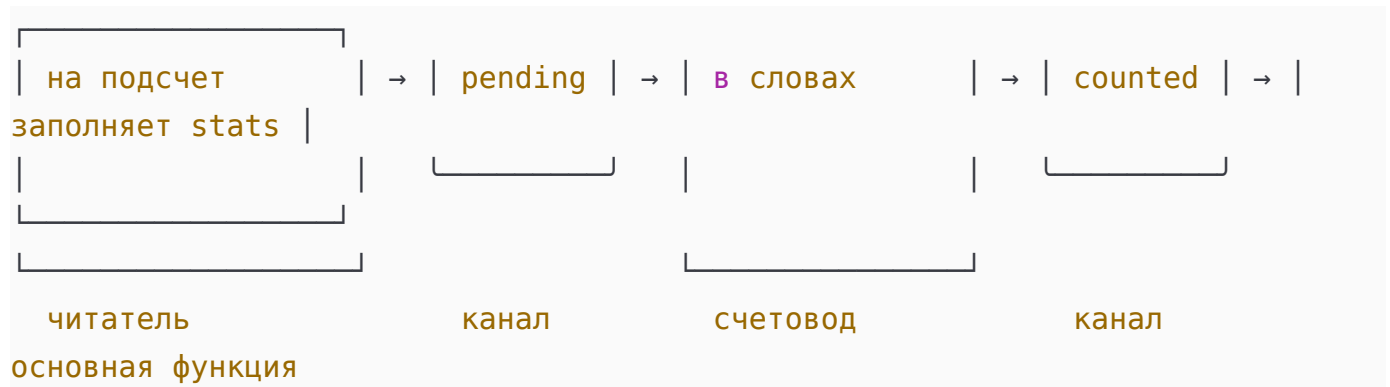 ┌──────────────────┐
│ на подсчет       │ → │ pending │ → │ в словах      │ → │ counted │ → │
заполняет stats │
│                  │   └─────────┘   │               │   └─────────┘
└──────────────────┘
└───────────────────┘                 └───────────────┘
  читатель               канал         счетовод            канал
основная функция